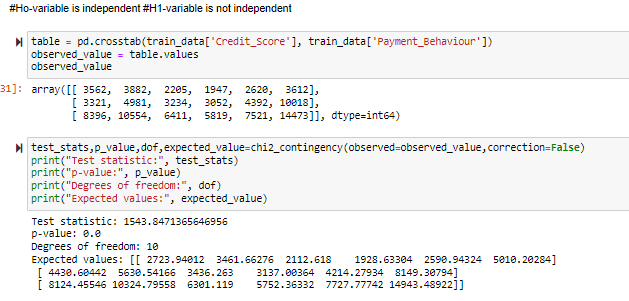 #Ho-variable is independent #H1-variable is not independent
table = pd.crosstab(train_data['Credit_Score'], train_data['Payment_Behaviour'])
observed_value = table.values
observed_value
31]: array([[ 3562, 3882, 2205, 1947, 2620, 3612],
[ 3321, 4981, 3234, 3052, 4392, 10018],
[ 8396, 10554, 6411, 5819, 7521, 14473]], dtype=int64)
test_stats,p_value,dof,expected_value=chi2_contingency(observed=observed_value,correction=False)
print("Test statistic:", test_stats)
print("p-value:", p_value)
print("Degrees of freedom:", dof)
print("Expected values:", expected_value)
Test statistic: 1543.8471365646956
p-value: 0.0
Degrees of freedom: 10
Expected values: [[ 2723.94012 3461.66276 2112.618 1928.63304 2590.94324 5010.20284]
[ 4430.60442 5630.54166 3436.263 3137.00364 4214.27934 8149.30794]
[ 8124.45546 10324.79558 6301.119 5752.36332 7727.77742 14943.48922]]